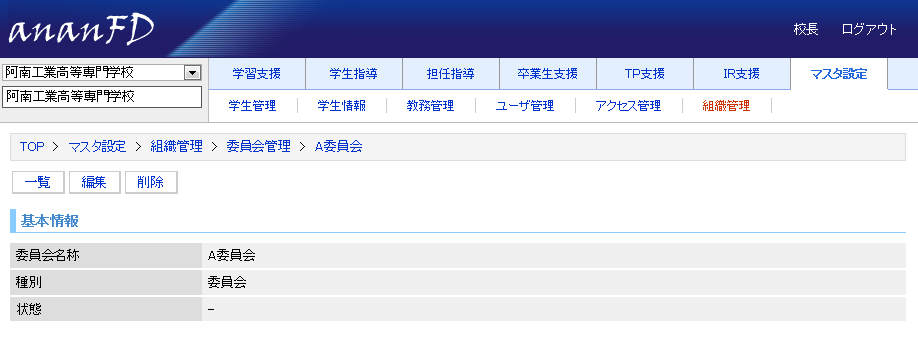 ananFD
校長 ログアウト
阿南工業高等専門学校
阿南工業高等専門学校
学習支援 学生指導 担任指導 卒業生支援 TP支援 IR支援 マスタ設定
学生管理 学生情報 教務管理 ユーザ管理 アクセス管理 組織管理
TOP > マスタ設定 > 組織管理 > 委員会管理 > A委員会
一覧 編集 削除
基本情報
委員会名称 A委員会
種別 委員会
状態 -